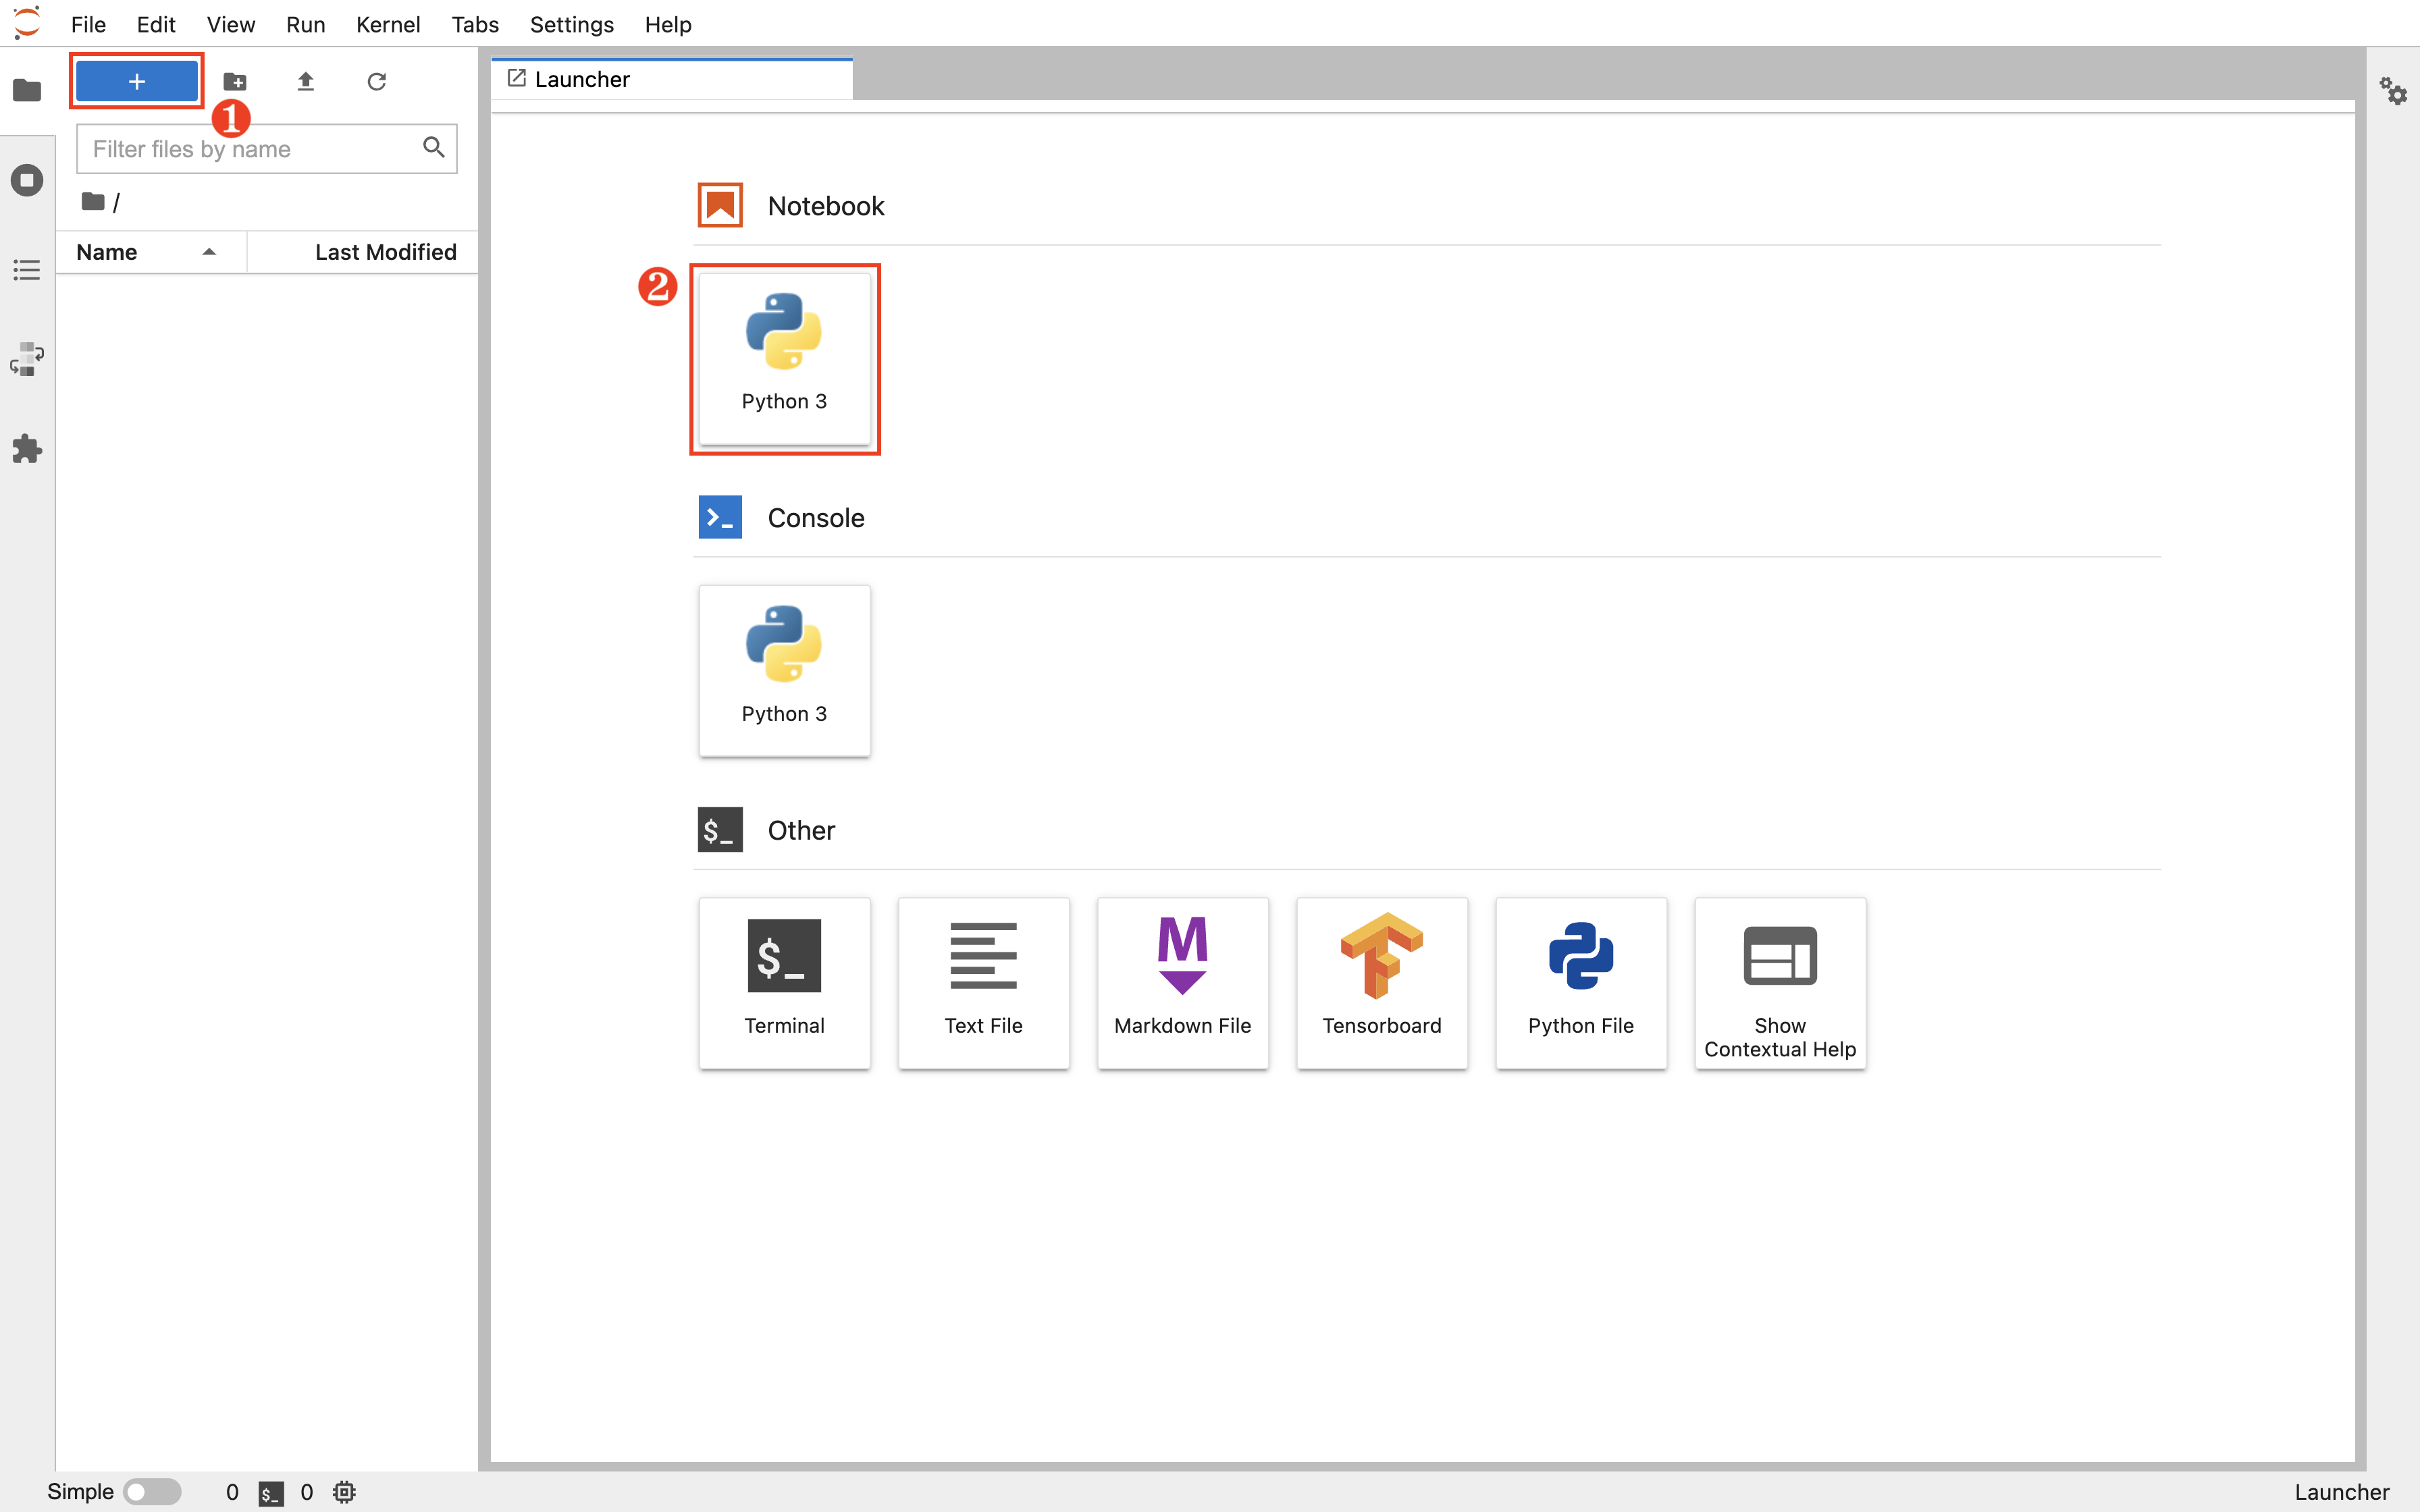 File Edit View Run Kernel Tabs Settings Help
+
1
Launcher
Filter files by name
/
Name Last Modified
Notebook
2
Python 3
>_ Console
Python 3
$_ Other
$_
M
Terminal
Text File
Markdown File
Tensorboard
Python File
Show
Contextual Help
Simple 0 $_ 0
Launcher